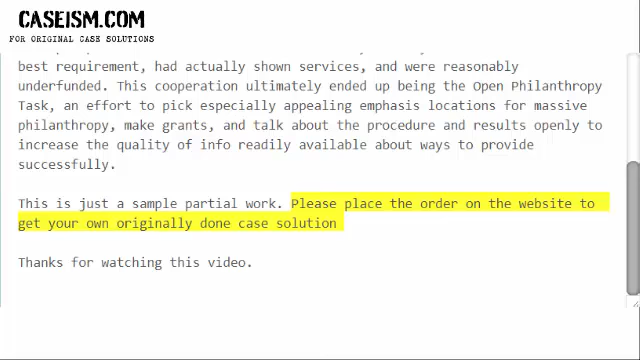 CASEISM.COM
FOR ORIGINAL CASE SOLUTIONS
best requirement, had actually shown services, and were reasonably
underfunded. This cooperation ultimately ended up being the Open Philanthropy
Task, an effort to pick especially appealing emphasis locations for massive
philanthropy, make grants, and talk about the procedure and results openly to
increase the quality of info readily available about ways to provide
successfully.
This is just a sample partial work. Please place the order on the website to
get your own originally done case solution
Thanks for watching this video.